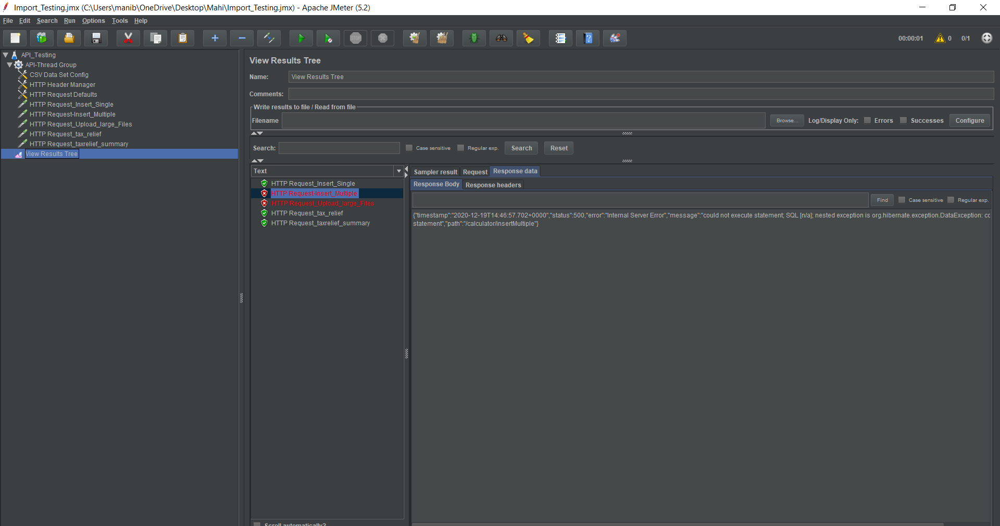 Import_Testing.jmx (C:\Users\manib\OneDrive\Desktop\Mahi\Import_Testing.jmx) - Apache JMeter (5.2)
File Edit Search Run Options Tools Help
STOP
00:00:01 0 0/1
API_Testing
API-Thread Group
CSV Data Set Config
HTTP Header Manager
HTTP Request Defaults
HTTP Request_Insert_Single
HTTP Request-Insert_Multiple
HTTP Request_Upload_large_Files
HTTP Request_tax_relief
HTTP Request_taxrelief_summary
View Results Tree
View Results Tree
Name: View Results Tree
Comments:
Write results to file / Read from file
Filename Browse... Log/Display Only: Errors Successes Configure
Search: Case sensitive Regular exp. Search Reset
Text
HTTP Request_Insert_Single
HTTP Request-Insert_Multiple
HTTP Request_Upload_large_Files
HTTP Request_tax_relief
HTTP Request_taxrelief_summary
Scroll automatically?
Sampler result Request Response data
Response Body Response headers
Find Case sensitive Regular exp.
{"timestamp":"2020-12-19T14:46:57.702+0000","status":500,"error":"Internal Server Error","message":"could not execute statement; SQL [n/a]; nested exception is org.hibernate.exception.DataException:
statement","path":"/calculator/insertMultiple"}